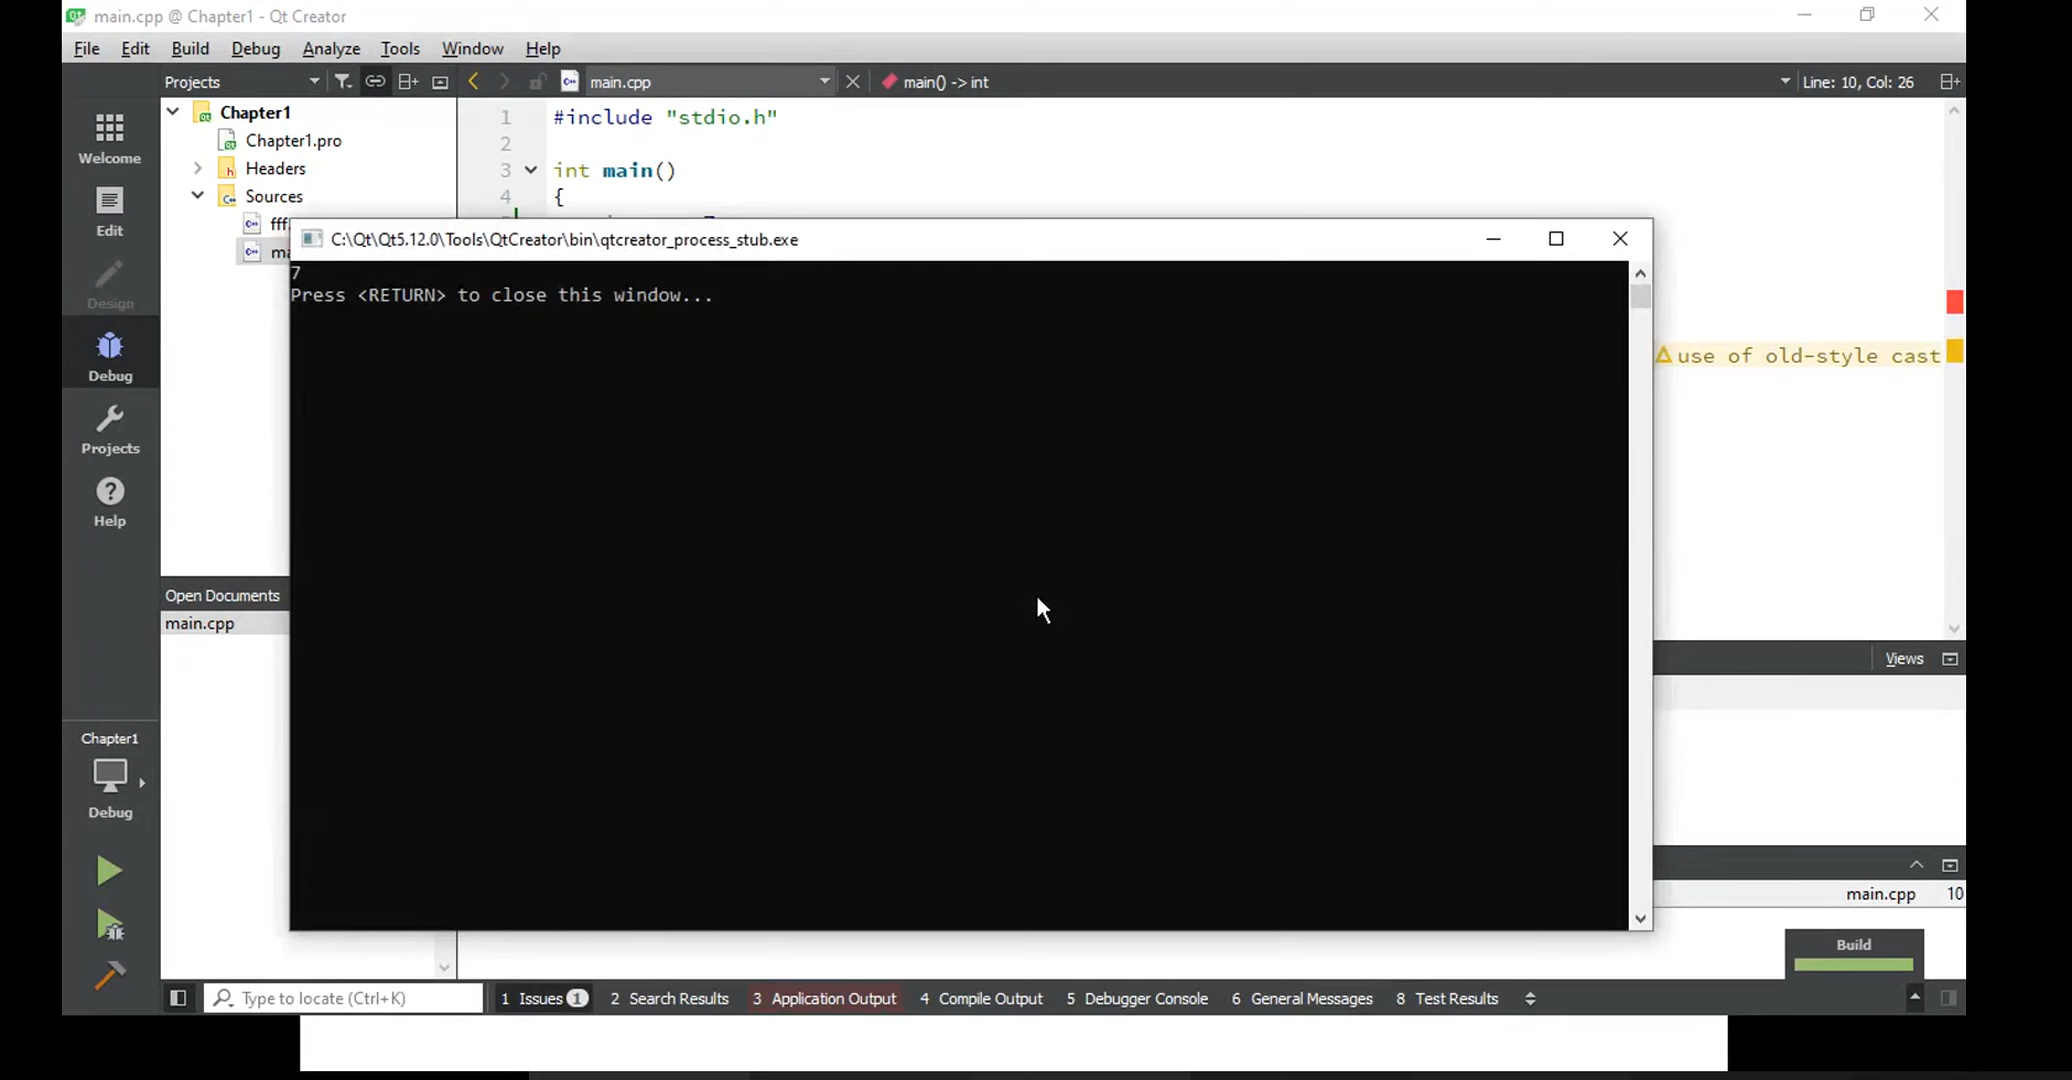 main.cpp @ Chapter1 - Qt Creator
File Edit Build Debug Analyze Tools Window Help
Projects main.cpp main() -> int Line: 10, Col: 26
Chapter1
Chapter1.pro
Headers
Sources
fff
Welcome
Edit
Design
Debug
Projects
Help
1 #include "stdio.h"
2
3 int main()
4 {
C:\Qt\Qt5.12.0\Tools\QtCreator\bin\qtcreator_process_stub.exe
7
Press <RETURN> to close this window...
use of old-style cast
Open Documents
main.cpp
Views
Chapter1
Debug
main.cpp 10
Build
Type to locate (Ctrl+K) 1 Issues 1 2 Search Results 3 Application Output 4 Compile Output 5 Debugger Console 6 General Messages 8 Test Results